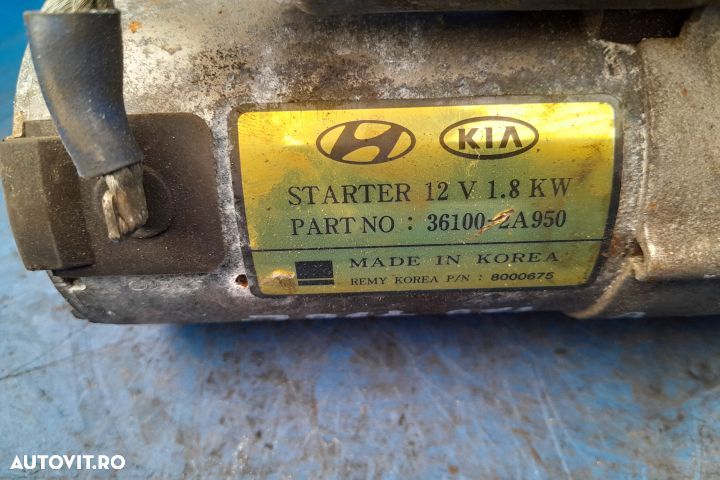 KIA
STARTER 12 V 1.8 KW
PART NO : 36100-2A950
MADE IN KOREA
REMY KOREA P/N : 8000675
AUTOVIT.RO